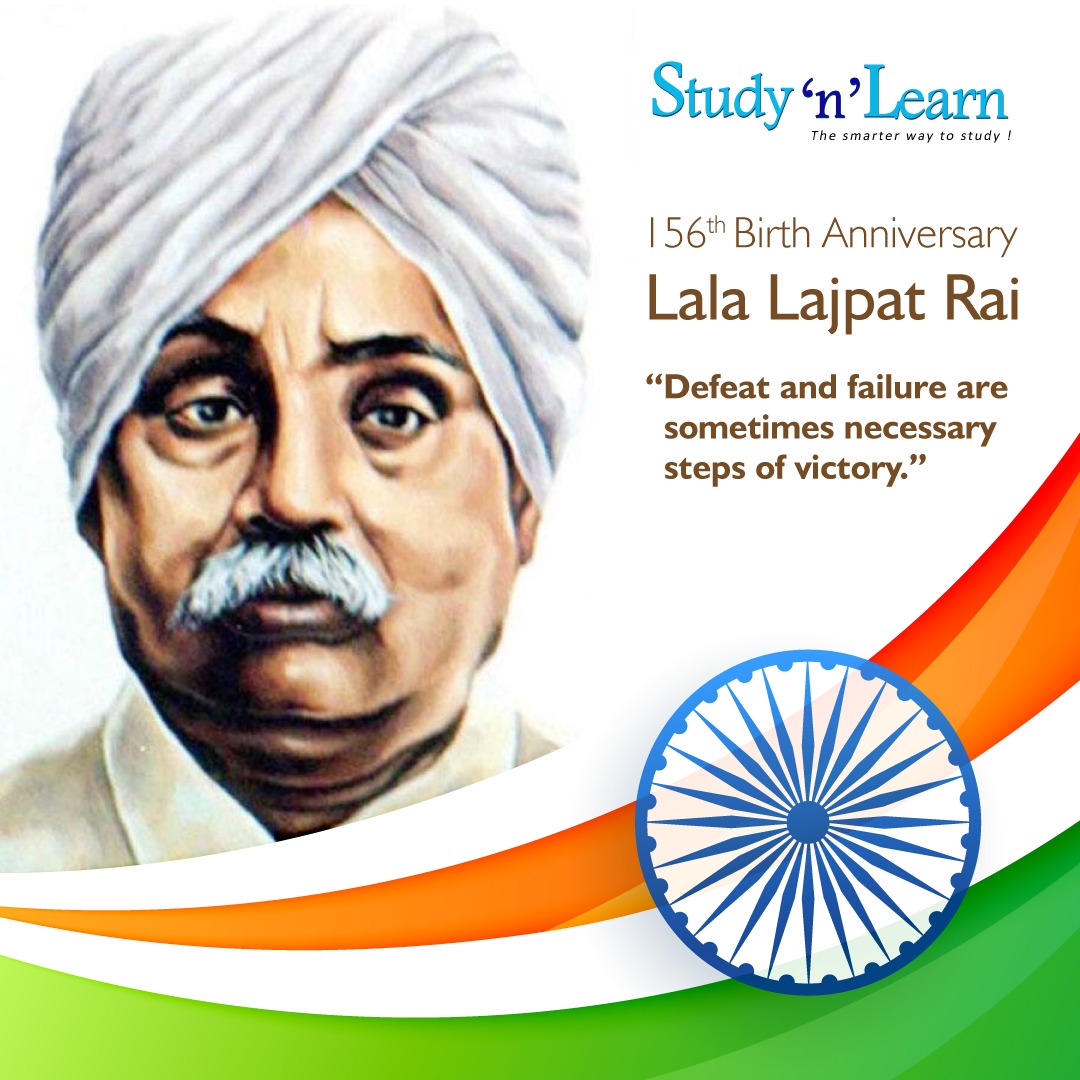 Study ‘n’ Learn
The smarter way to study !
156th Birth Anniversary
Lala Lajpat Rai
“Defeat and failure are
sometimes necessary
steps of victory.”